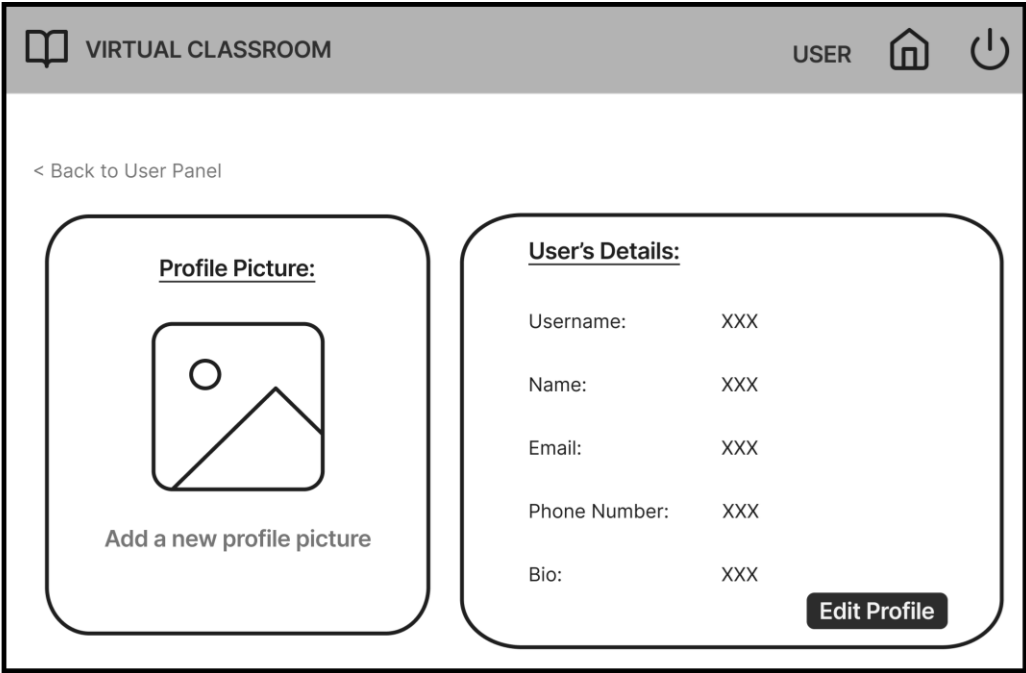 VIRTUAL CLASSROOM
USER
< Back to User Panel
Profile Picture:
Add a new profile picture
User’s Details:
Username: XXX
Name: XXX
Email: XXX
Phone Number: XXX
Bio: XXX
Edit Profile